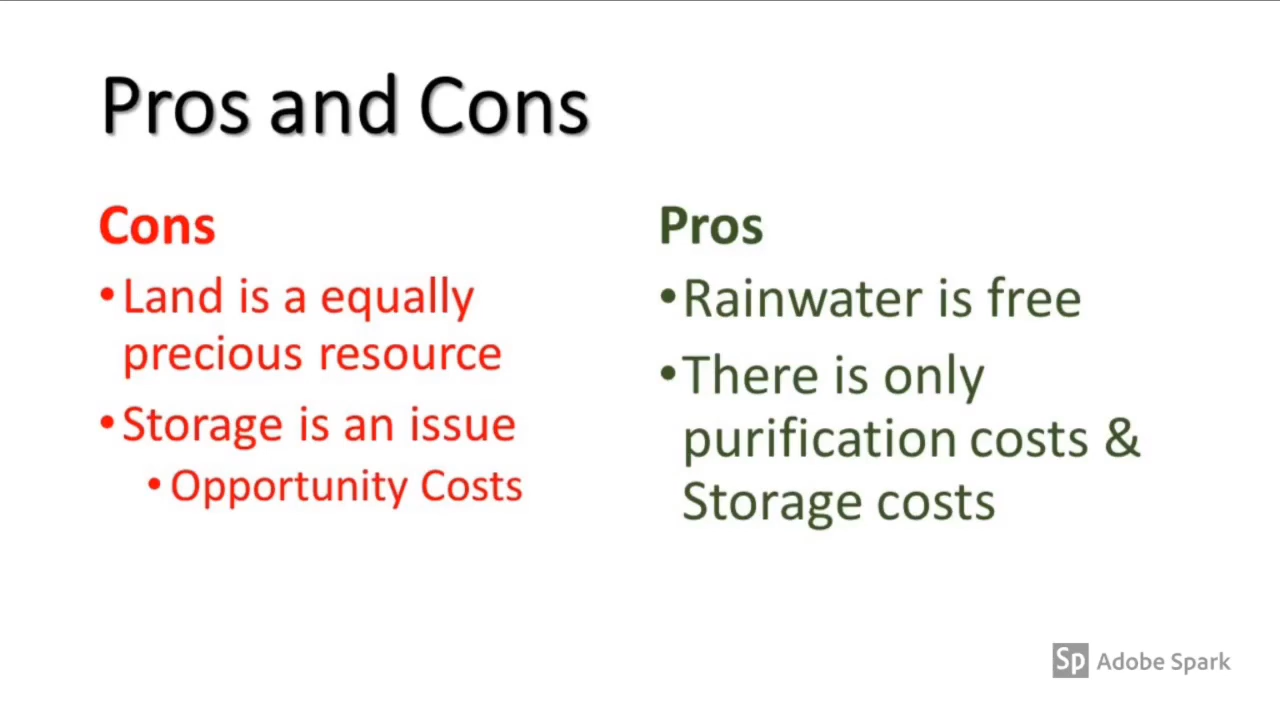 Pros and Cons
Cons
•Land is a equally
precious resource
•Storage is an issue
•Opportunity Costs
Pros
•Rainwater is free
•There is only
purification costs &
Storage costs
Sp Adobe Spark